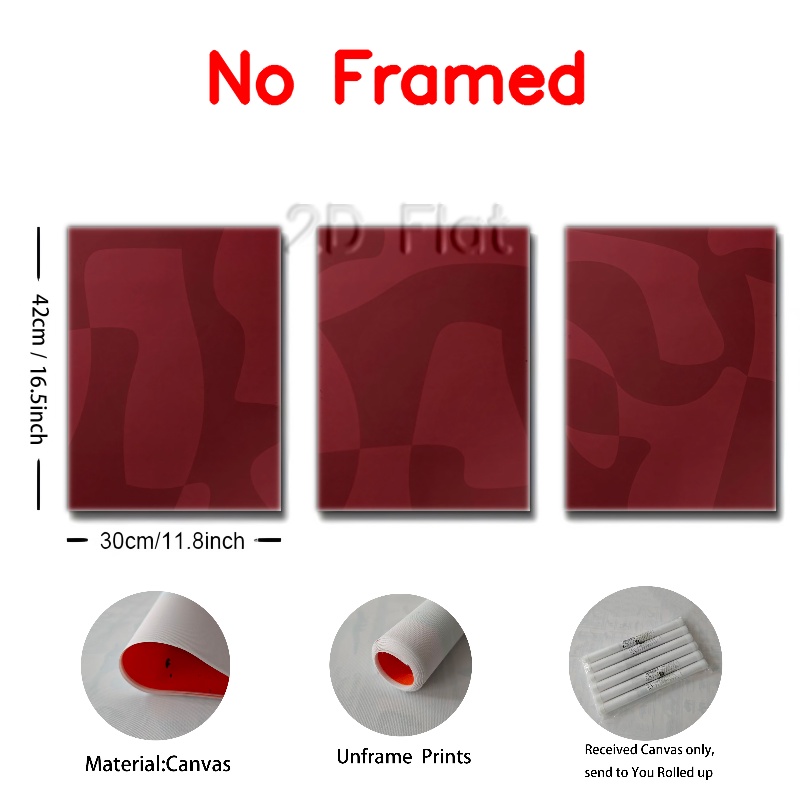 No Framed
2D Flat
42cm / 16.5inch
30cm/11.8inch
Material:Canvas
Unframe Prints
Received Canvas only,
send to You Rolled up